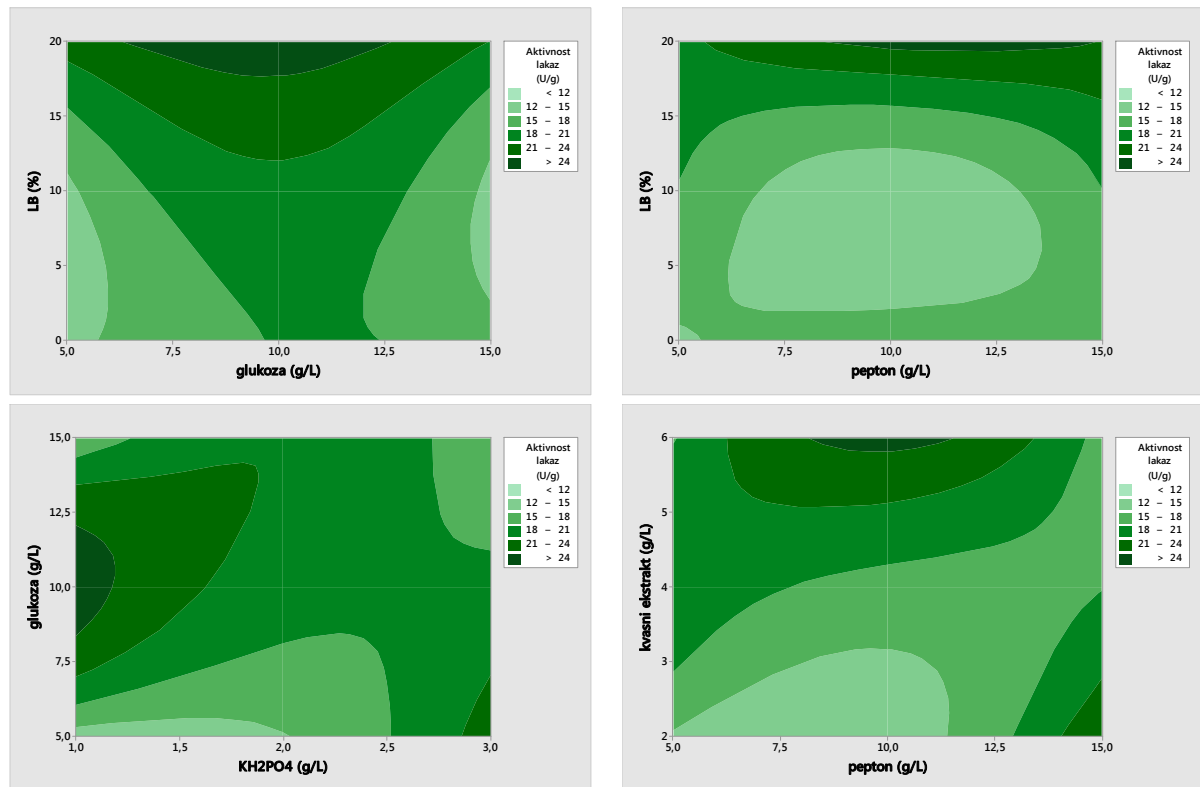 20
15
10
5
0
LB (%)
5,0 7,5 10,0 12,5 15,0
glukoza (g/L)
Aktivnost
lakaz
(U/g)
< 12
12 – 15
15 – 18
18 – 21
21 – 24
> 24
20
15
10
5
0
LB (%)
5,0 7,5 10,0 12,5 15,0
pepton (g/L)
Aktivnost
lakaz
(U/g)
< 12
12 – 15
15 – 18
18 – 21
21 – 24
> 24
15,0
12,5
10,0
7,5
5,0
glukoza (g/L)
1,0 1,5 2,0 2,5 3,0
KH2PO4 (g/L)
Aktivnost
lakaz
(U/g)
< 12
12 – 15
15 – 18
18 – 21
21 – 24
> 24
6
5
4
3
2
kvasni ekstrakt (g/L)
5,0 7,5 10,0 12,5 15,0
pepton (g/L)
Aktivnost
lakaz
(U/g)
< 12
12 – 15
15 – 18
18 – 21
21 – 24
> 24